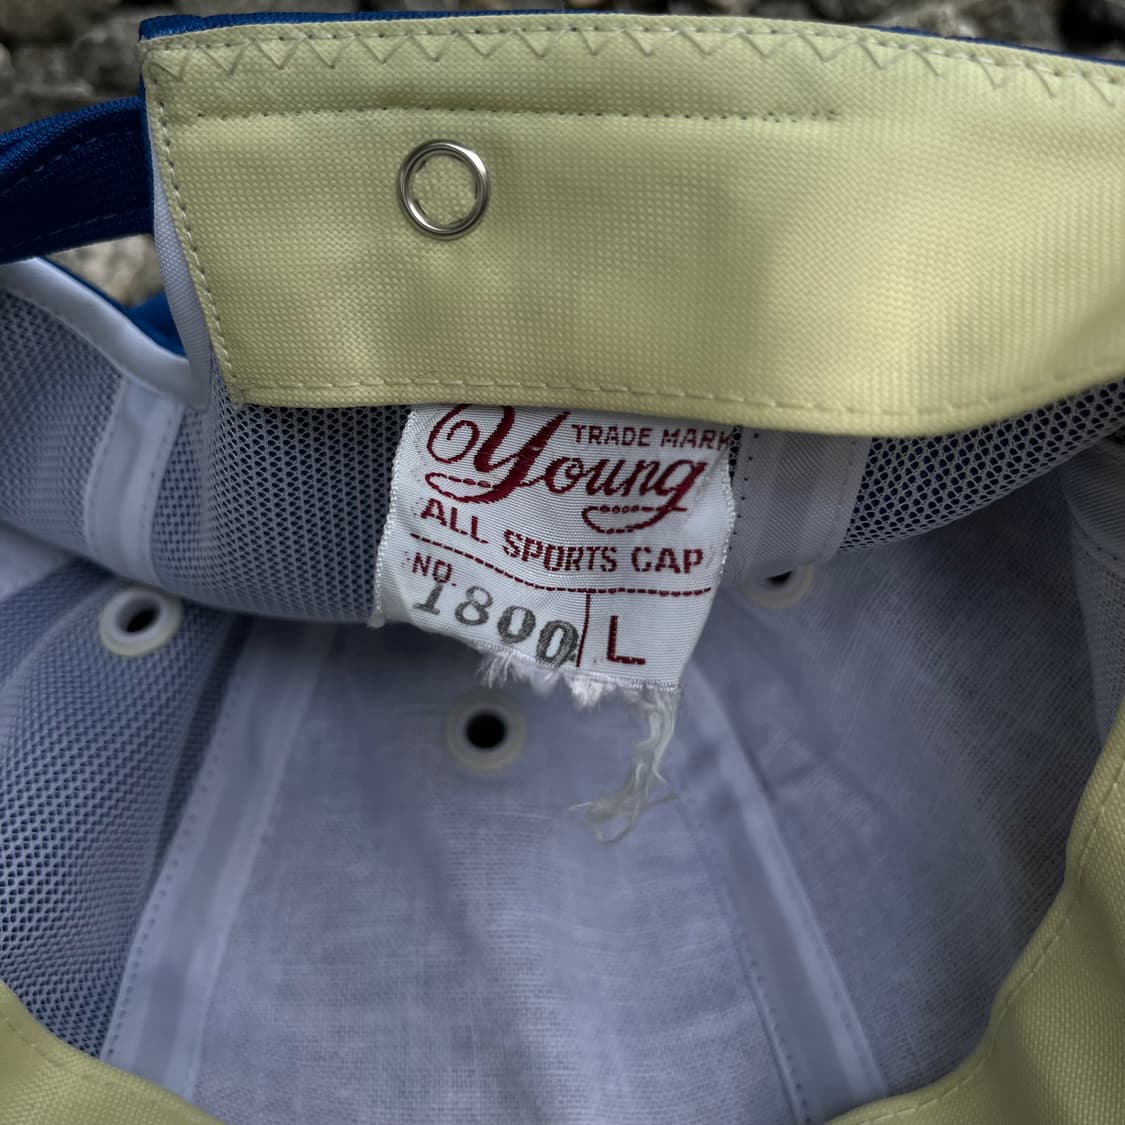 TRADE MARK
Young
ALL SPORTS CAP
NO.
1800 L